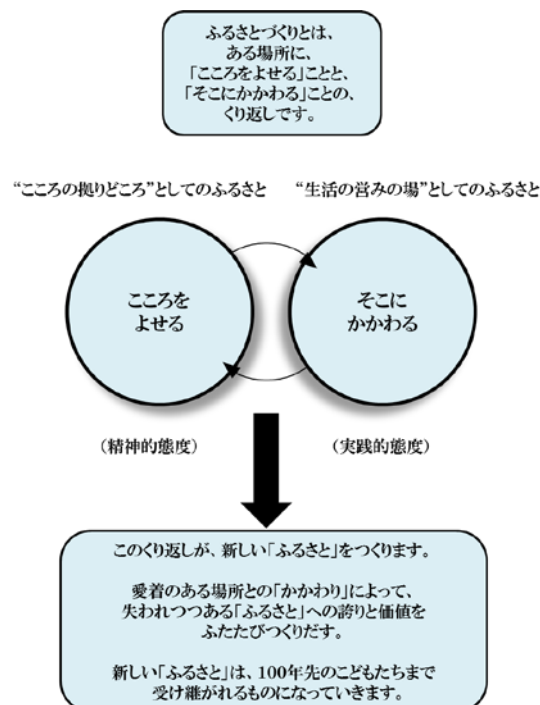 ふるさとづくりとは、
ある場所に、
「こころをよせる」ことと、
「そこにかかわる」ことの、
くり返しです。
“こころの拠りどころ”としてのふるさと
“生活の営みの場”としてのふるさと
こころを
よせる
そこに
かかわる
（精神的態度）
（実践的態度）
このくり返しが、新しい「ふるさと」をつくります。
愛着のある場所との「かかわり」によって、
失われつつある「ふるさと」への誇りと価値を
ふたたびつくりだす。
新しい「ふるさと」は、100年先のこどもたちまで
受け継がれるものになっていきます。